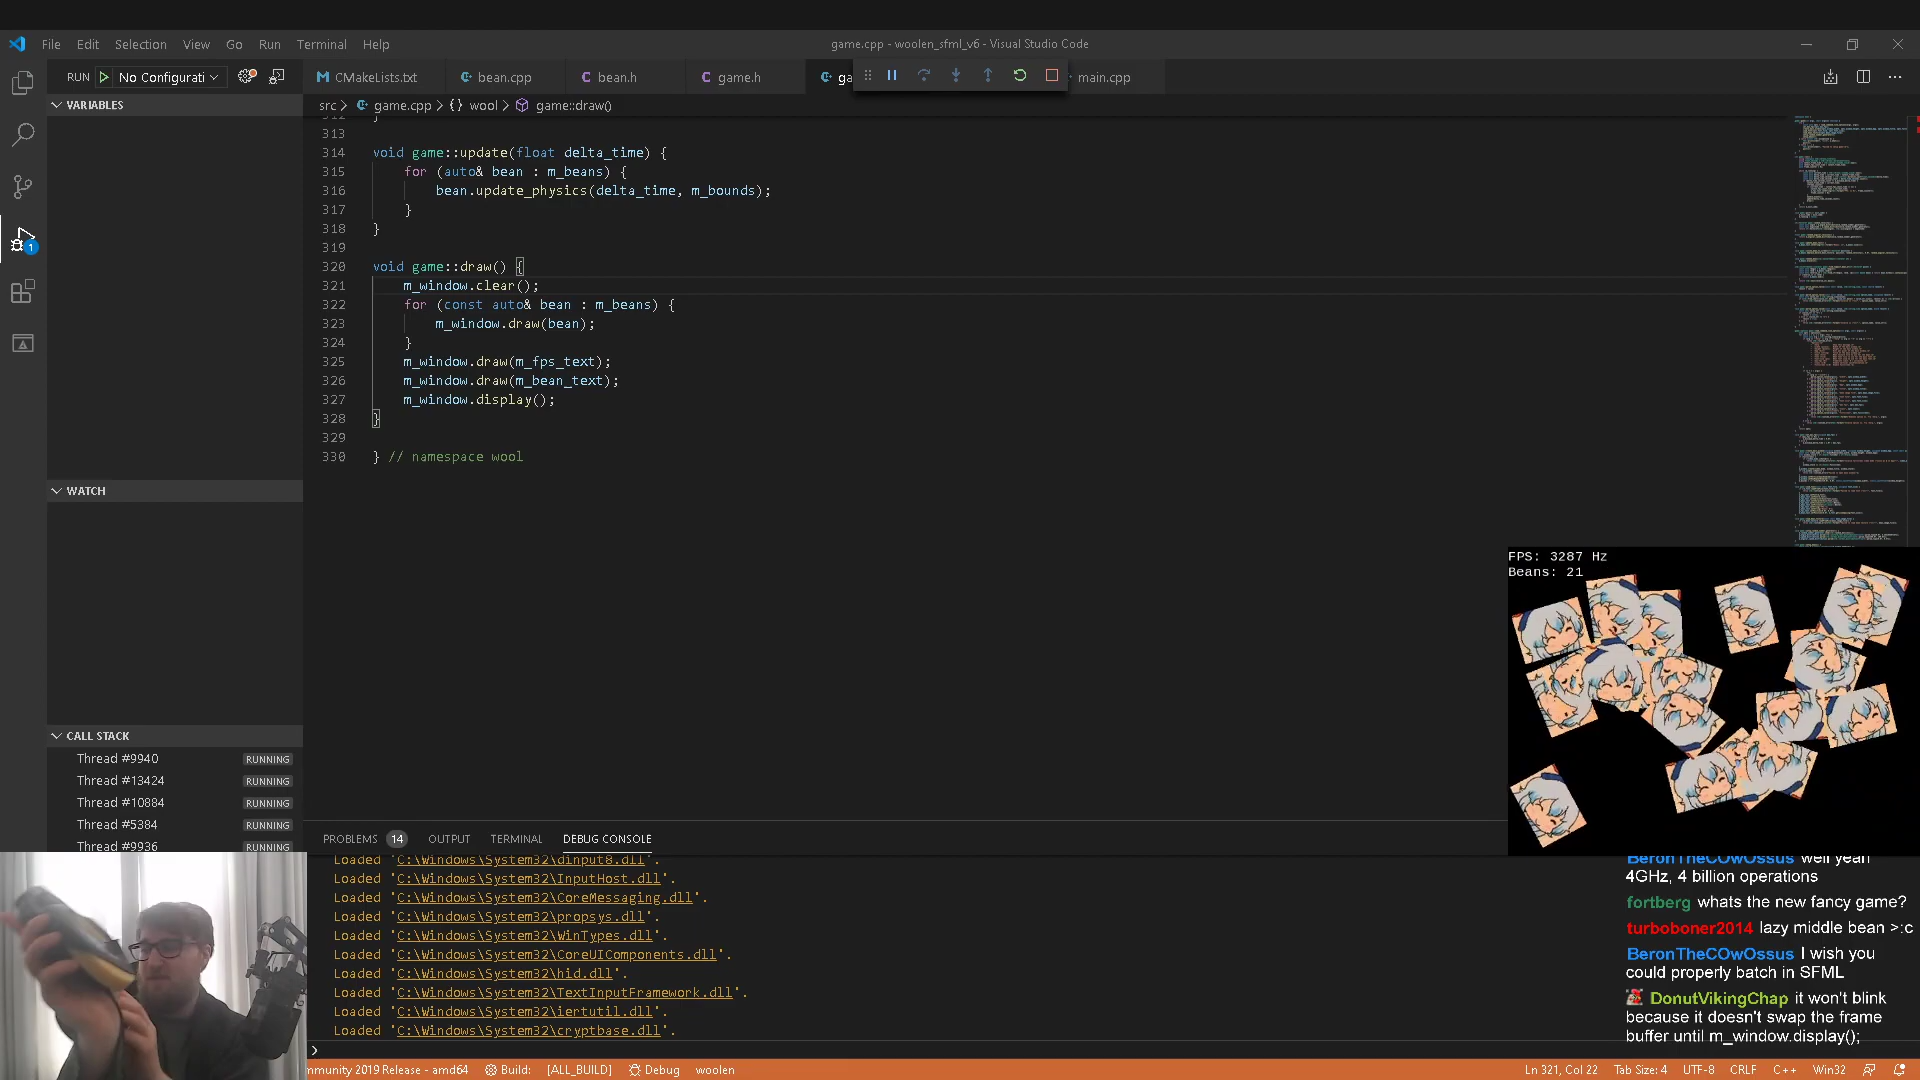 File Edit Selection View Go Run Terminal Help
game.cpp - woolen_sfml_v6 - Visual Studio Code
RUN No Configurati
CMakeLists.txt bean.cpp bean.h game.h ga main.cpp
VARIABLES
src > game.cpp > {} wool > game::draw()
313
314 void game::update(float delta_time) {
315 for (auto& bean : m_beans) {
316 bean.update_physics(delta_time, m_bounds);
317 }
318 }
319
320 void game::draw() {
321 m_window.clear();
322 for (const auto& bean : m_beans) {
323 m_window.draw(bean);
324 }
325 m_window.draw(m_fps_text);
326 m_window.draw(m_bean_text);
327 m_window.display();
328 }
329
330 } // namespace wool
WATCH
FPS: 3287 Hz
Beans: 21
CALL STACK
Thread #9940 RUNNING
Thread #13424 RUNNING
Thread #10884 RUNNING
Thread #5384 RUNNING
Thread #9936 RUNNING
PROBLEMS 14 OUTPUT TERMINAL DEBUG CONSOLE
Loaded 'C:\Windows\System32\dinput8.dll'.
Loaded 'C:\Windows\System32\InputHost.dll'.
Loaded 'C:\Windows\System32\CoreMessaging.dll'.
Loaded 'C:\Windows\System32\propsys.dll'.
Loaded 'C:\Windows\System32\WinTypes.dll'.
Loaded 'C:\Windows\System32\CoreUIComponents.dll'.
Loaded 'C:\Windows\System32\hid.dll'.
Loaded 'C:\Windows\System32\TextInputFramework.dll'.
Loaded 'C:\Windows\System32\iertutil.dll'.
Loaded 'C:\Windows\System32\cryptbase.dll'.
BeronTheCOwOssus well yeah
4GHz, 4 billion operations
fortberg whats the new fancy game?
turboboner2014 lazy middle bean >:c
BeronTheCOwOssus I wish you
could properly batch in SFML
DonutVikingChap it won't blink
because it doesn't swap the frame
buffer until m_window.display();
mmunity 2019 Release - amd64 Build: [ALL_BUILD] Debug woolen
Ln 321, Col 22 Tab Size: 4 UTF-8 CRLF C++ Win32